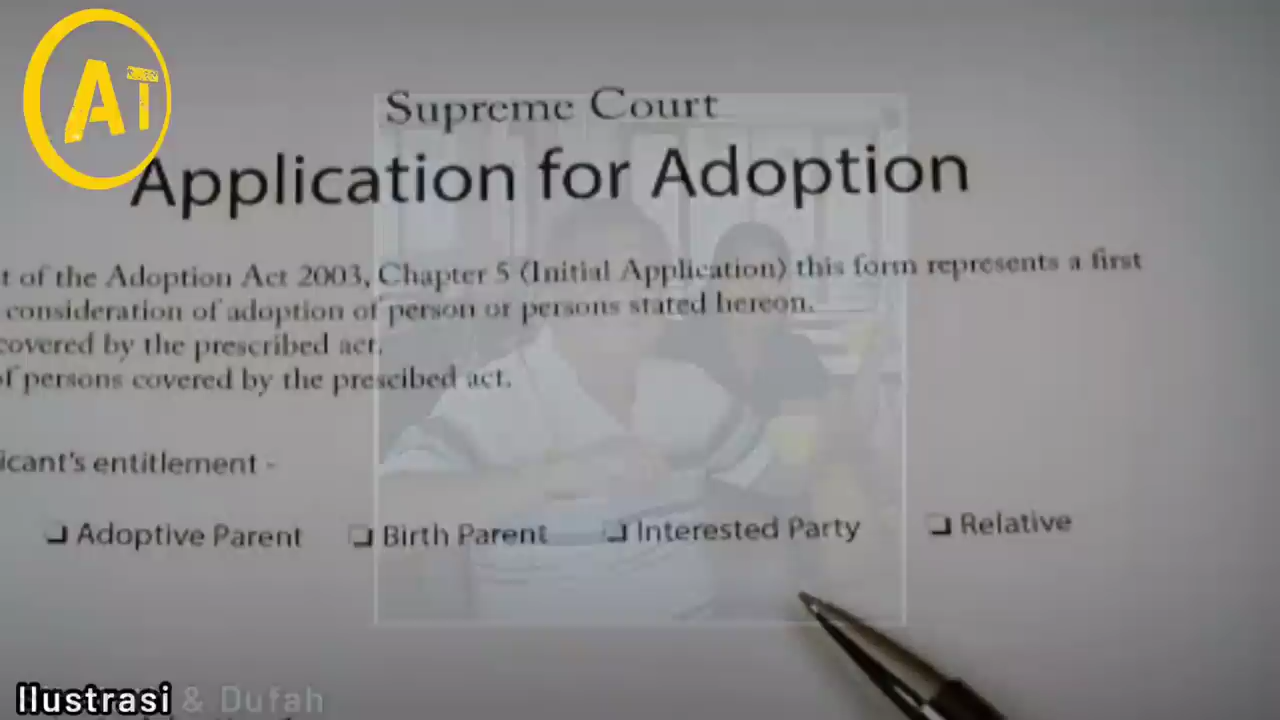 AT
Supreme Court
Application for Adoption
t of the Adoption Act 2003, Chapter 5 (Initial Application) this form represents a first
consideration of adoption of person or persons stated hereon.
covered by the prescribed act.
of persons covered by the prescibed act.
icant's entitlement -
❏ Adoptive Parent ❏ Birth Parent ❏ Interested Party ❏ Relative
Ilustrasi & Dufah